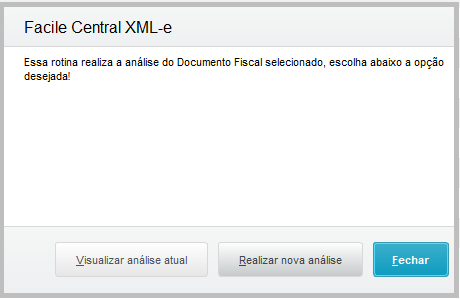 Facile Central XML-e
Essa rotina realiza a análise do Documento Fiscal selecionado, escolha abaixo a opção
desejada!
Visualizar análise atual
Realizar nova análise
Fechar